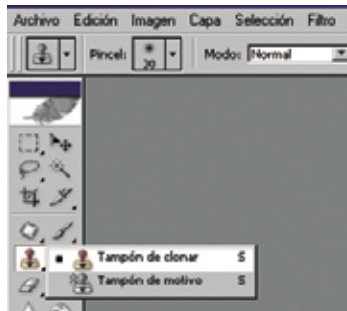 Archivo Edición Imagen Capa Selección Filtro
Pincel: 20 Modo: Normal
Tampón de clonar S
Tampón de motivo S